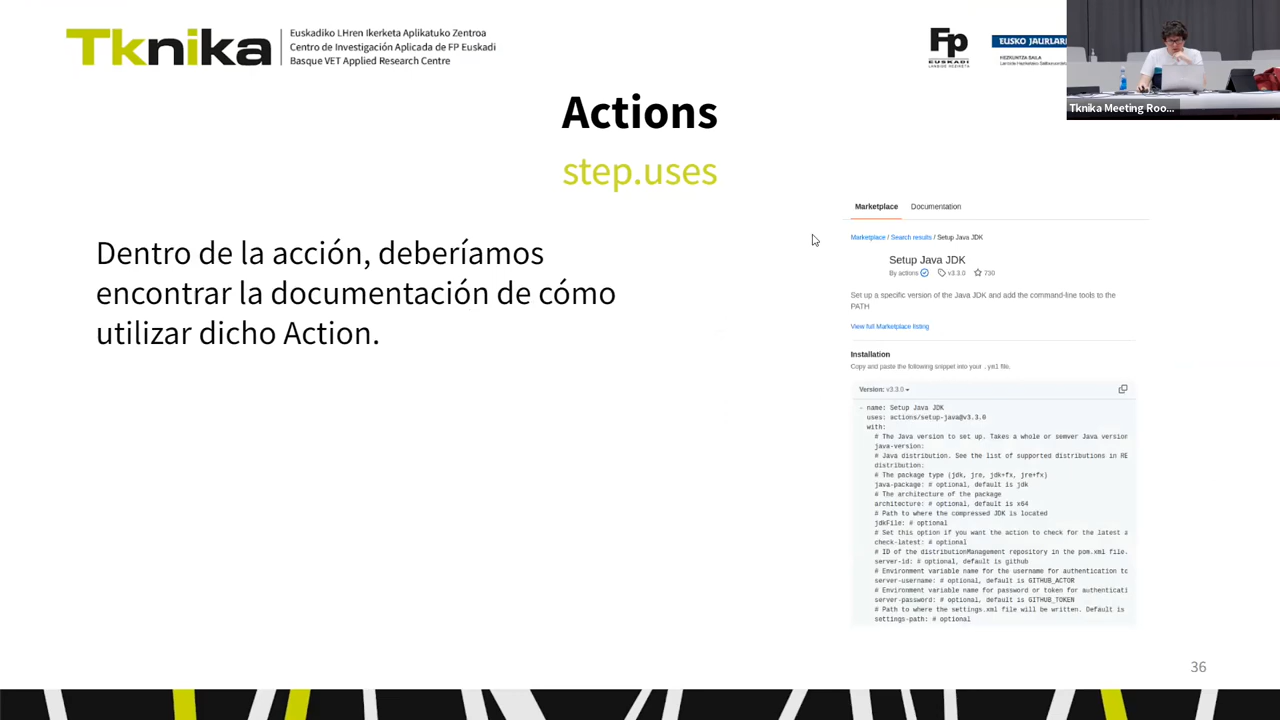 Tknika
Euskadiko LHren Ikerketa Aplikatuko Zentroa
Centro de Investigación Aplicada de FP Euskadi
Basque VET Applied Research Centre
Fp
EUSKADI
LANBIDE HEZIKETA
EUSKO JAURLAR
HEZKUNTZA SAILA
Tknika Meeting Roo...
Actions
step.uses
Dentro de la acción, deberíamos
encontrar la documentación de cómo
utilizar dicho Action.
Marketplace Documentation
Marketplace / Search results / Setup Java JDK
Setup Java JDK
By actions v3.3.0 730
Set up a specific version of the Java JDK and add the command-line tools to the
PATH
View full Marketplace listing
Installation
Copy and paste the following snippet into your .yml file.
Version: v3.3.0
- name: Setup Java JDK
uses: actions/setup-java@v3.3.0
with:
# The Java version to set up. Takes a whole or semver Java version
java-version:
# Java distribution. See the list of supported distributions in RE
distribution:
# The package type (jdk, jre, jdk+fx, jre+fx)
java-package: # optional, default is jdk
# The architecture of the package
architecture: # optional, default is x64
# Path to where the compressed JDK is located
jdkFile: # optional
# Set this option if you want the action to check for the latest a
check-latest: # optional
# ID of the distributionManagement repository in the pom.xml file.
server-id: # optional, default is github
# Environment variable name for the username for authentication to
server-username: # optional, default is GITHUB_ACTOR
# Environment variable name for password or token for authenticati
server-password: # optional, default is GITHUB_TOKEN
# Path to where the settings.xml file will be written. Default is
settings-path: # optional
36